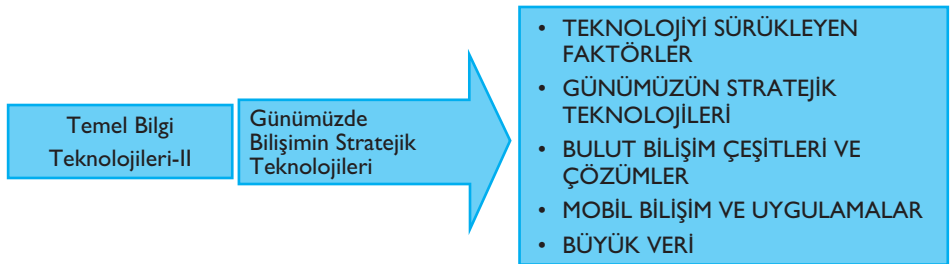 Temel Bilgi
Teknolojileri-II
Günümüzde
Bilişimin Stratejik
Teknolojileri
• TEKNOLOJİYİ SÜRÜKLEYEN
FAKTÖRLER
• GÜNÜMÜZÜN STRATEJİK
TEKNOLOJİLERİ
• BULUT BİLİŞİM ÇEŞİTLERİ VE
ÇÖZÜMLER
• MOBİL BİLİŞİM VE UYGULAMALAR
• BÜYÜK VERİ